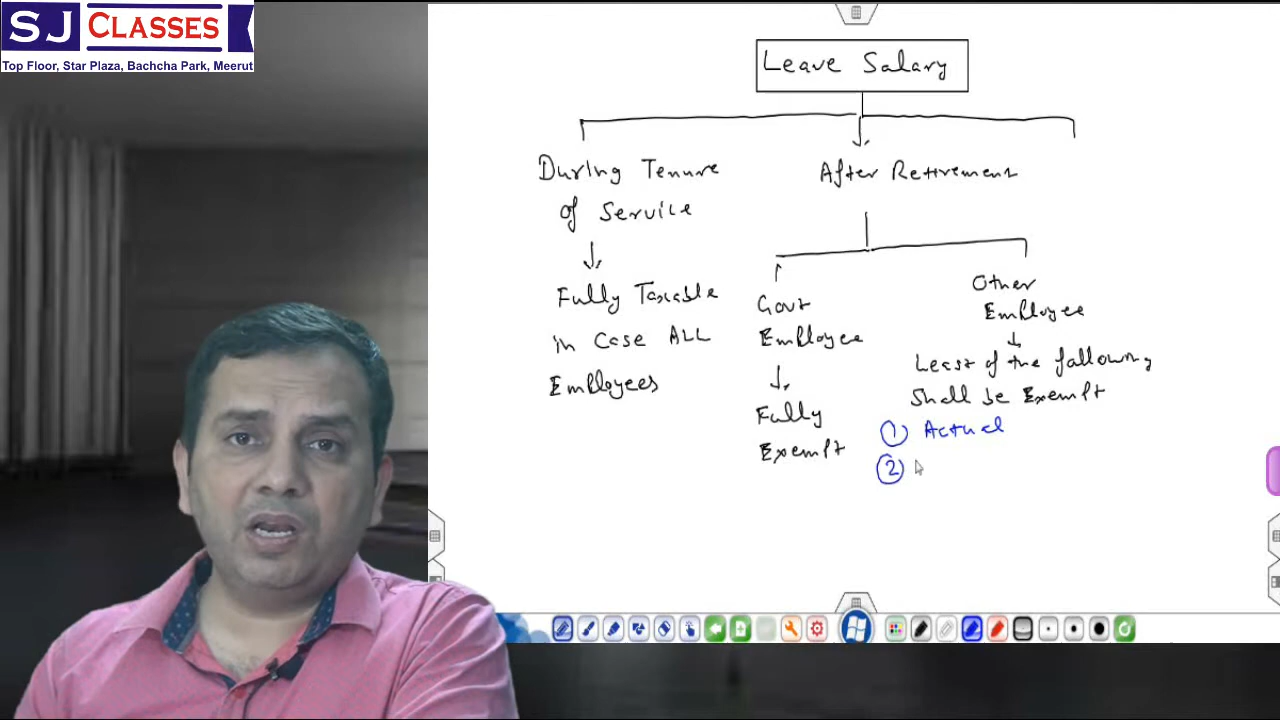 SJ CLASSES
Top Floor, Star Plaza, Bachcha Park, Meerut
Leave Salary
During Tenure
of Service
Fully Taxable
in Case ALL
Employees
After Retirement
Govt
Employee
Fully
Exempt
Other
Employee
Least of the following
Shall be Exempt
① Actual
②